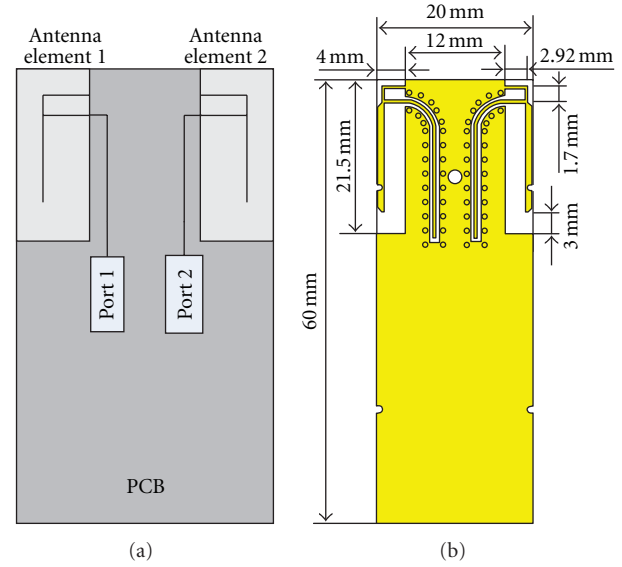 Antenna
element 1
Antenna
element 2
Port 1
Port 2
PCB
(a)
20 mm
4 mm
12 mm
2.92 mm
21.5 mm
1.7 mm
3 mm
60 mm
(b)